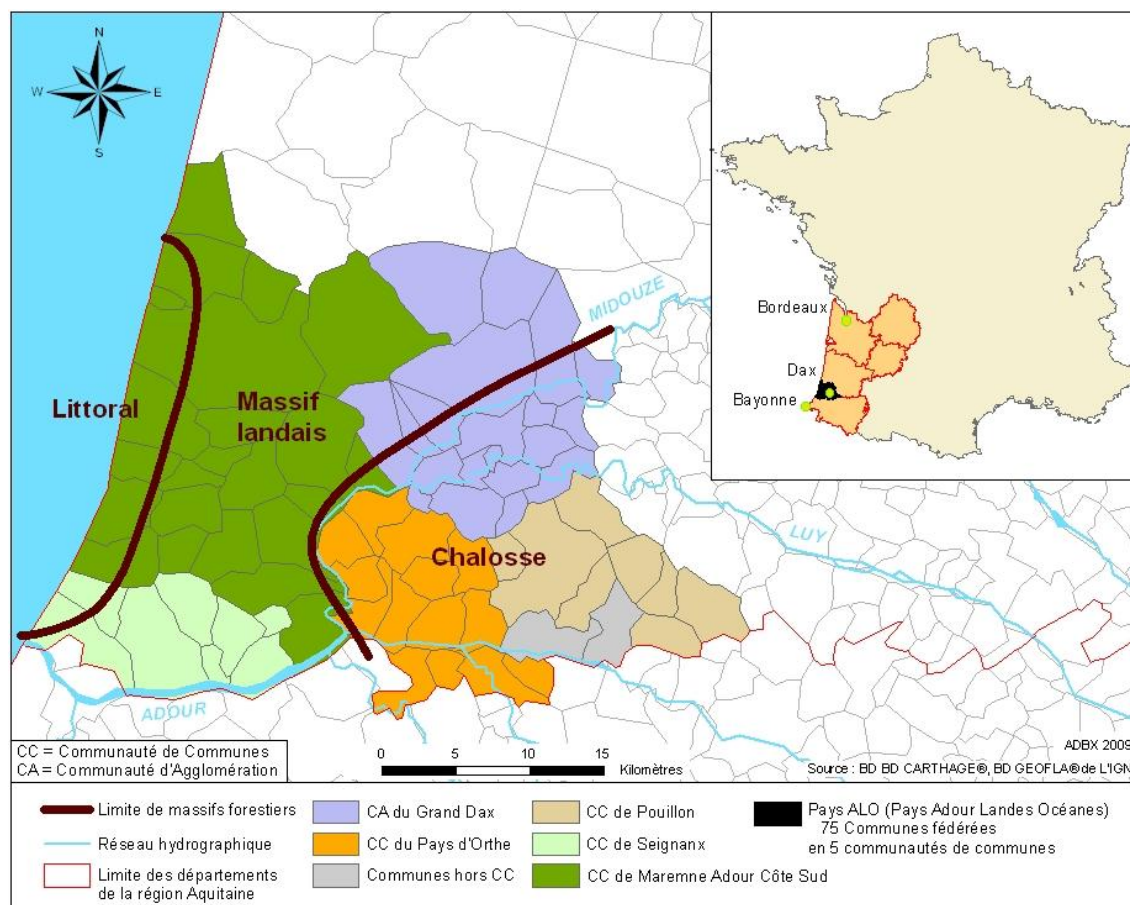 N
W
E
S
MIDOUZE
Littoral
Massif
landais
Chalosse
LUY
ADOUR
Bordeaux
Dax
Bayonne
CC = Communauté de Communes
CA = Communauté d'Agglomération
0 5 10 15
Kilomètres
ADBX 2009
Source : BD BD CARTHAGE®, BD GEOFLA®de L'IGN
Limite de massifs forestiers
Réseau hydrographique
Limite des départements
de la région Aquitaine
CA du Grand Dax
CC du Pays d'Orthe
Communes hors CC
CC de Pouillon
CC de Seignanx
CC de Maremne Adour Côte Sud
Pays ALO (Pays Adour Landes Océanes)
75 Communes fédérées
en 5 communautés de communes